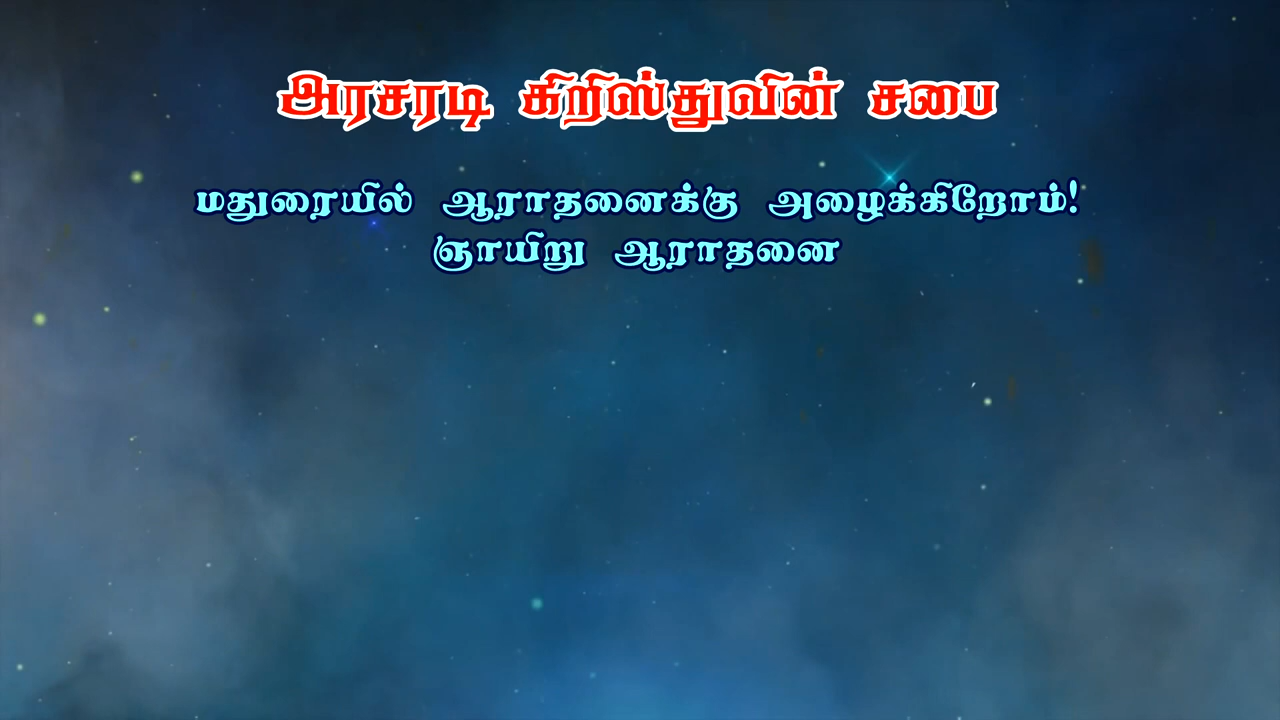 அரசரடி கிறிஸ்துவின் சபை
மதுரையில் ஆராதனைக்கு அழைக்கிறோம்!
ஞாயிறு ஆராதனை